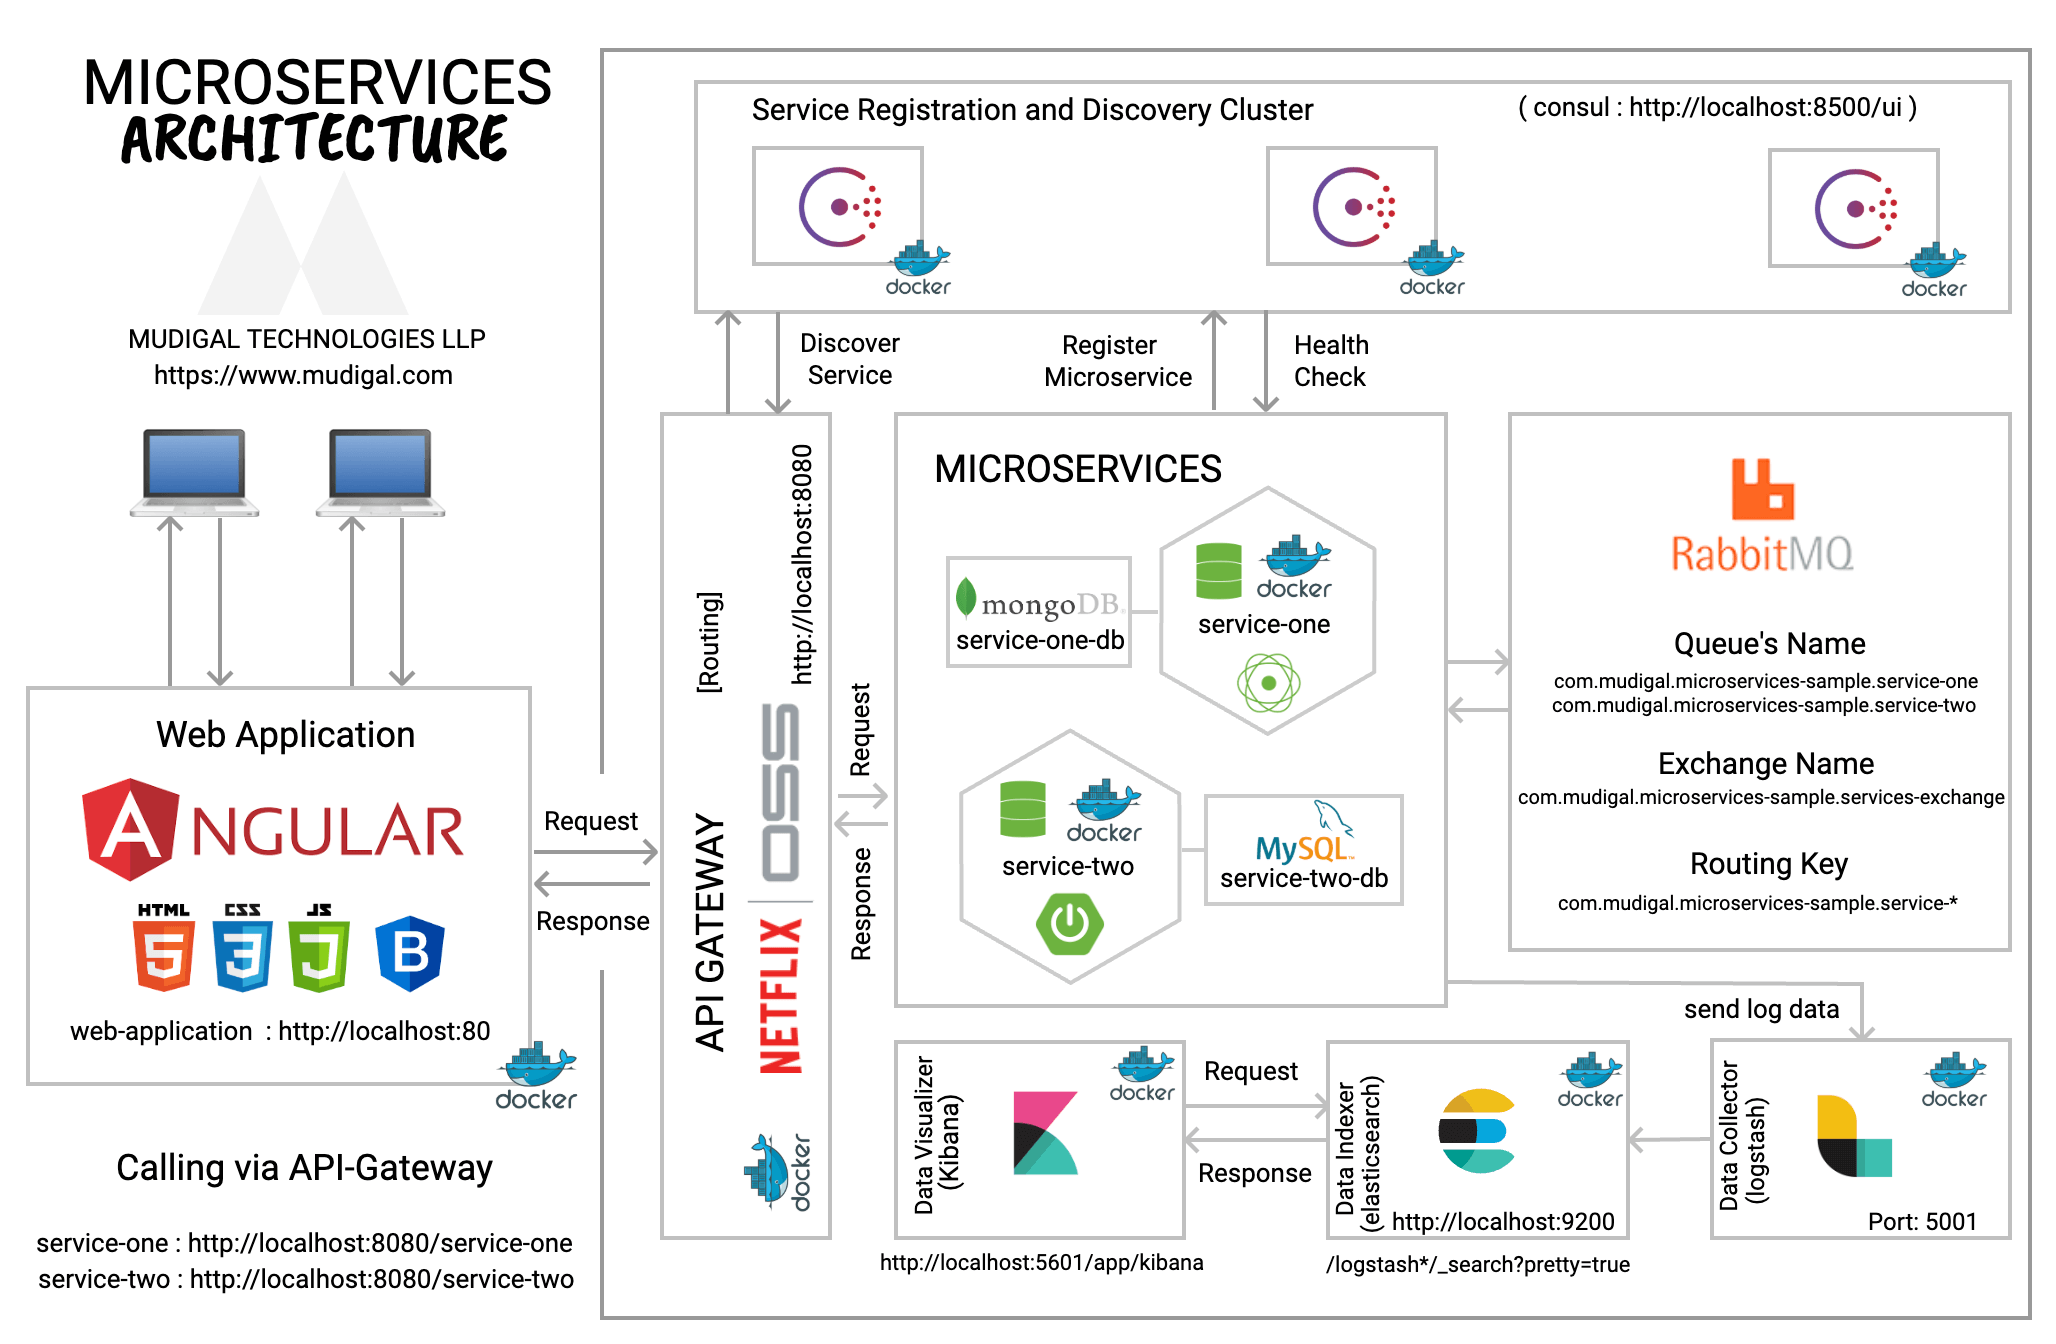 MICROSERVICES
ARCHITECTURE
MUDIGAL TECHNOLOGIES LLP
https://www.mudigal.com
Web Application
ANGULAR
HTML CSS JS
5 3 J B
web-application : http://localhost:80
docker
Calling via API-Gateway
service-one : http://localhost:8080/service-one
service-two : http://localhost:8080/service-two
Request
Response
Service Registration and Discovery Cluster
( consul : http://localhost:8500/ui )
docker
docker
docker
Discover
Service
Register
Microservice
Health
Check
API GATEWAY [Routing]
NETFLIX | OSS
http://localhost:8080
docker
Request
Response
MICROSERVICES
mongoDB
service-one-db
docker
service-one
docker
service-two
MySQL
service-two-db
RabbitMQ
Queue's Name
com.mudigal.microservices-sample.service-one
com.mudigal.microservices-sample.service-two
Exchange Name
com.mudigal.microservices-sample.services-exchange
Routing Key
com.mudigal.microservices-sample.service-*
send log data
Data Visualizer
(Kibana)
docker
http://localhost:5601/app/kibana
Request
Response
Data Indexer
(elasticsearch)
docker
http://localhost:9200
/logstash*/_search?pretty=true
Data Collector
(logstash)
docker
Port: 5001